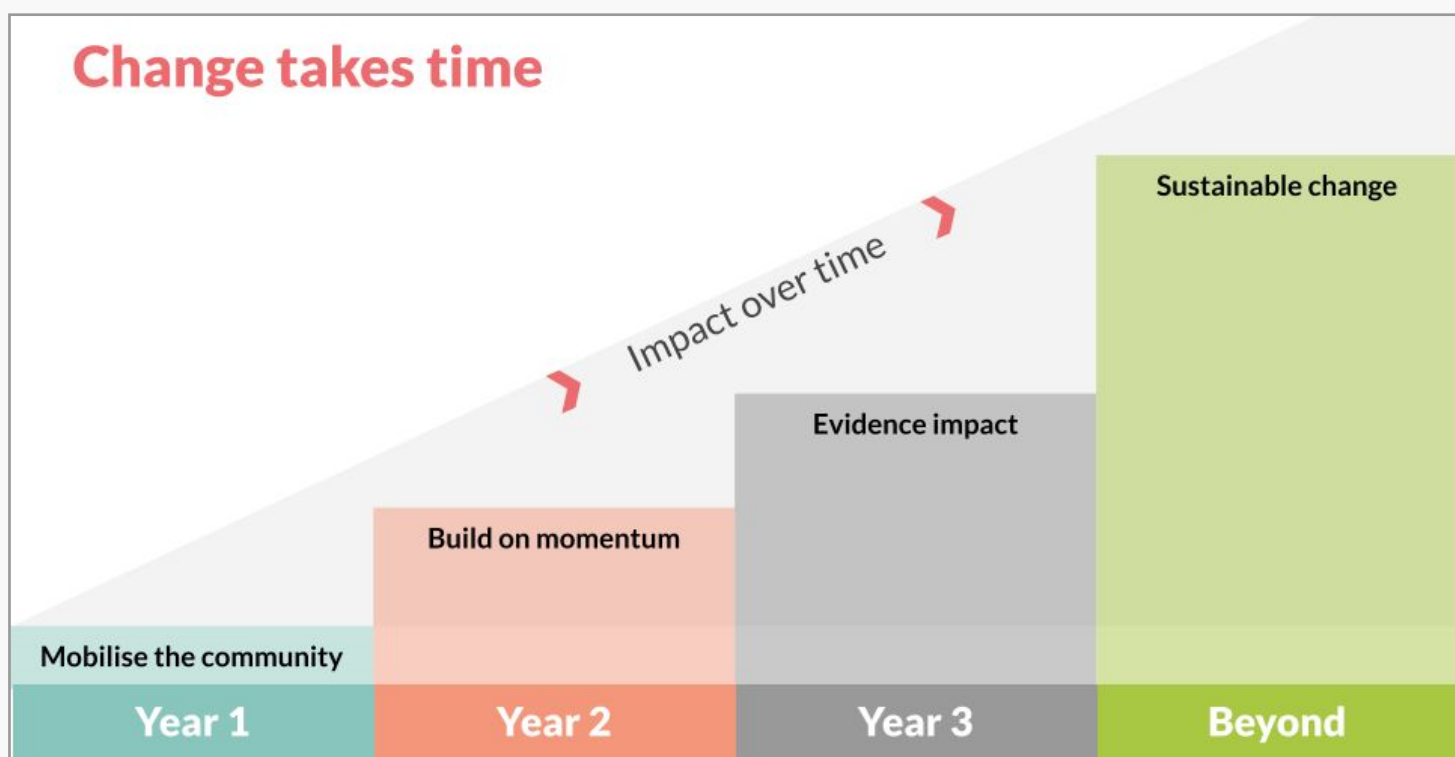 Change takes time
Impact over time
Sustainable change
Evidence impact
Build on momentum
Mobilise the community
Year 1
Year 2
Year 3
Beyond